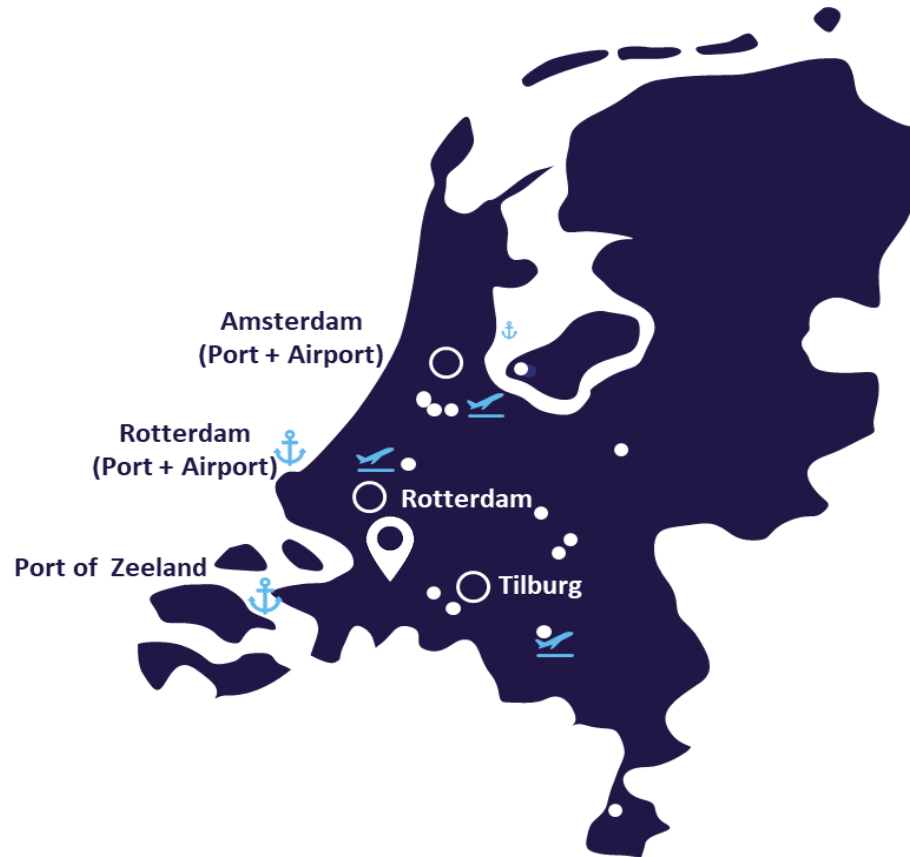 Amsterdam
(Port + Airport)
Rotterdam
(Port + Airport)
Rotterdam
Port of Zeeland
Tilburg